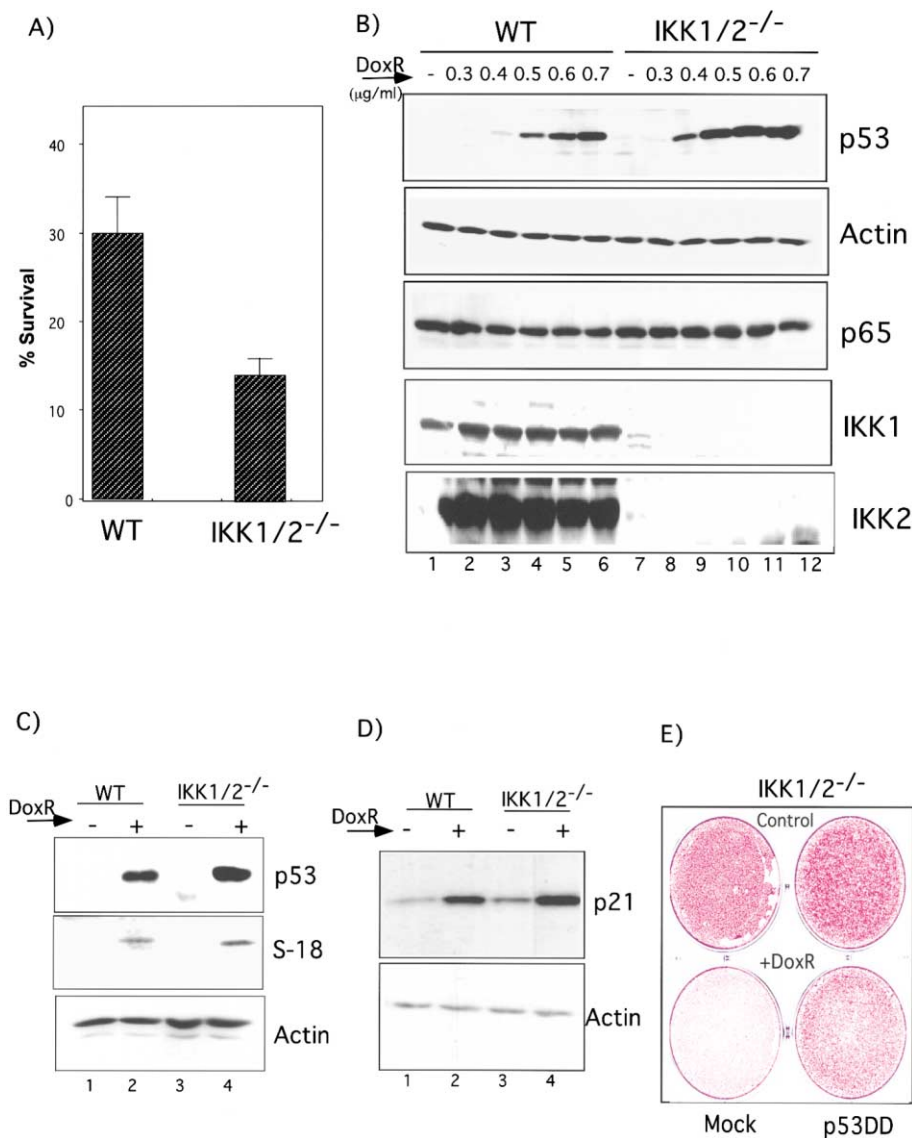 A)
% Survival
40
30
20
10
0
WT IKK1/2-/-
B)
WT IKK1/2-/-
DoxR
(µg/ml)
- 0.3 0.4 0.5 0.6 0.7 - 0.3 0.4 0.5 0.6 0.7
p53
Actin
p65
IKK1
IKK2
1 2 3 4 5 6 7 8 9 10 11 12
C)
WT IKK1/2-/-
DoxR
- + - +
p53
S-18
Actin
1 2 3 4
D)
WT IKK1/2-/-
DoxR
- + - +
p21
Actin
1 2 3 4
E)
IKK1/2-/-
Control
+DoxR
Mock p53DD